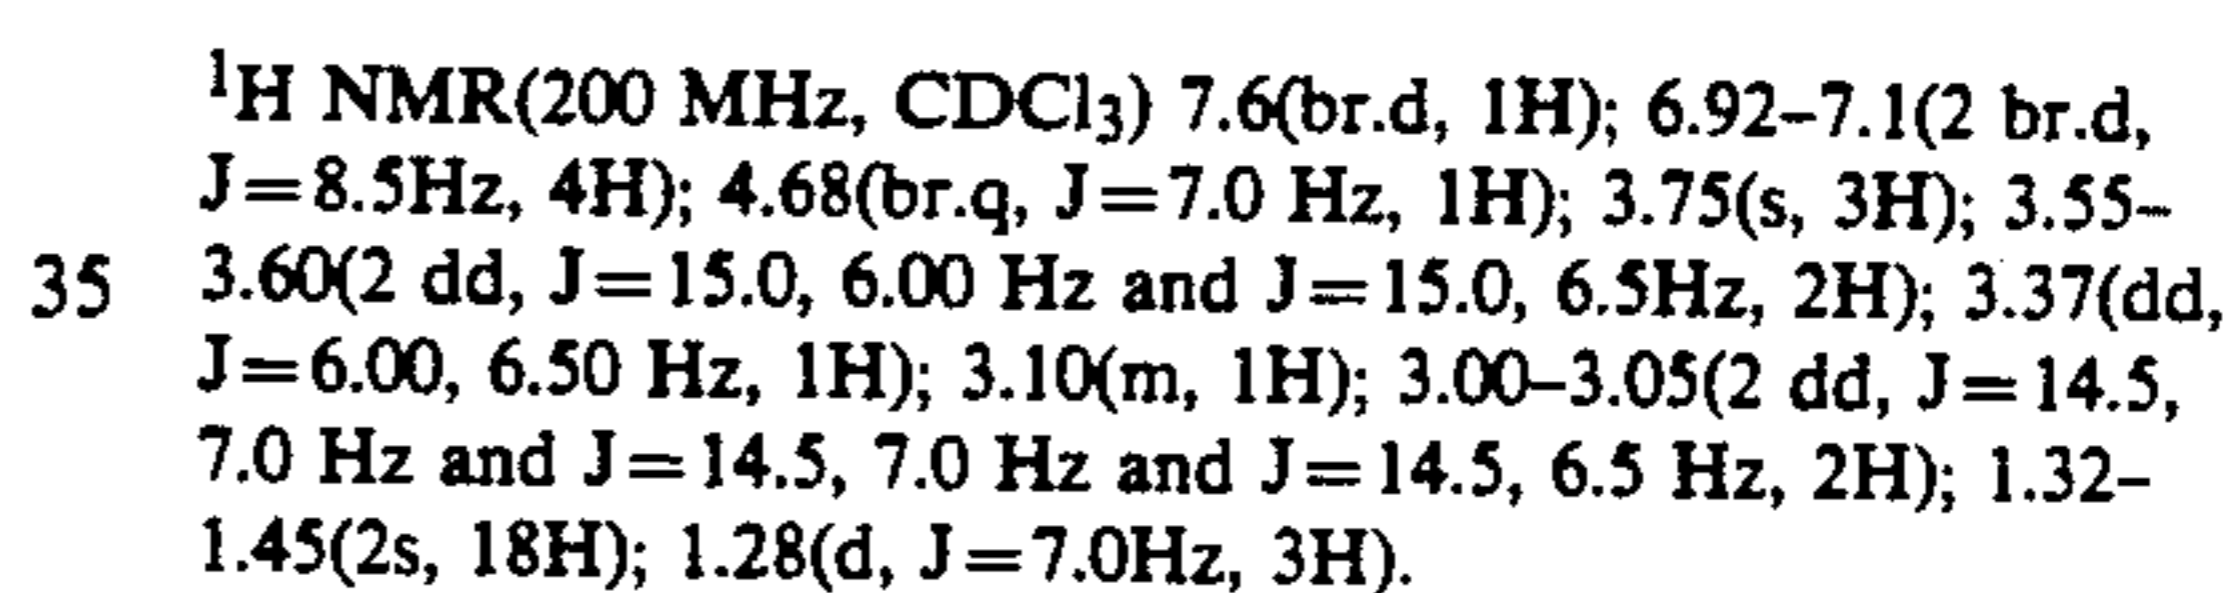 ¹H NMR(200 MHz, CDCl₃) 7.6(br.d, 1H); 6.92–7.1(2 br.d,
J=8.5Hz, 4H); 4.68(br.q, J=7.0 Hz, 1H); 3.75(s, 3H); 3.55–
35 3.60(2 dd, J=15.0, 6.00 Hz and J=15.0, 6.5Hz, 2H); 3.37(dd,
J=6.00, 6.50 Hz, 1H); 3.10(m, 1H); 3.00–3.05(2 dd, J=14.5,
7.0 Hz and J=14.5, 7.0 Hz and J=14.5, 6.5 Hz, 2H); 1.32–
1.45(2s, 18H); 1.28(d, J=7.0Hz, 3H).